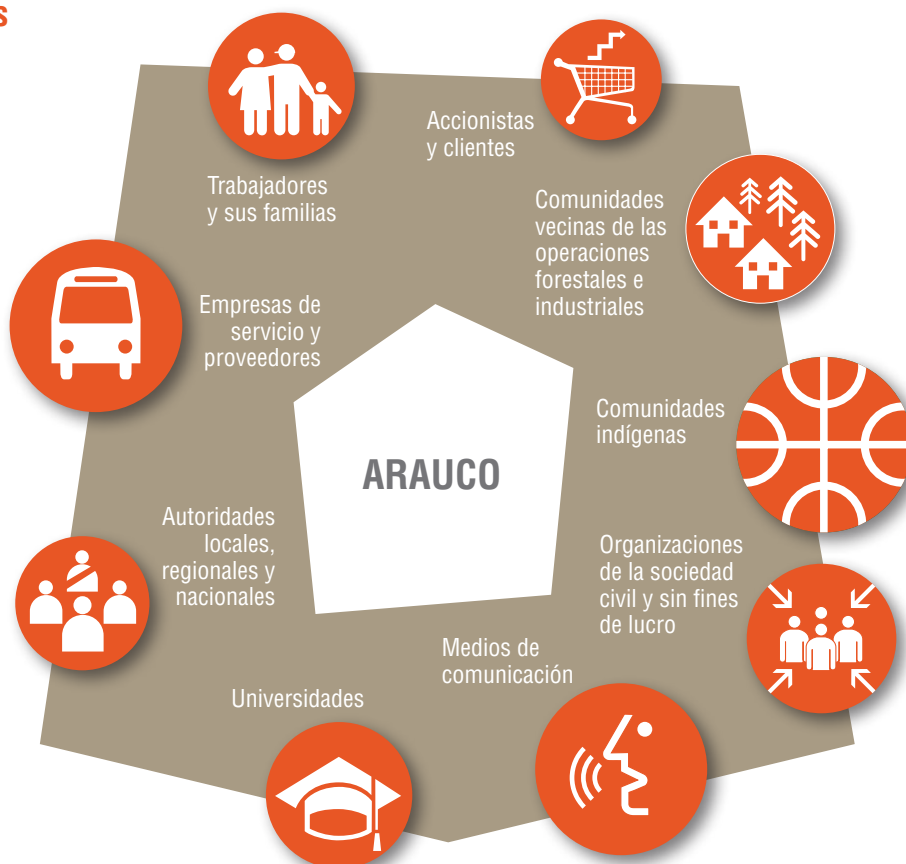 S
Trabajadores
y sus familias
Accionistas
y clientes
Comunidades
vecinas de las
operaciones
forestales e
industriales
Empresas de
servicio y
proveedores
Comunidades
indígenas
ARAUCO
Autoridades
locales,
regionales y
nacionales
Organizaciones
de la sociedad
civil y sin fines
de lucro
Medios de
comunicación
Universidades